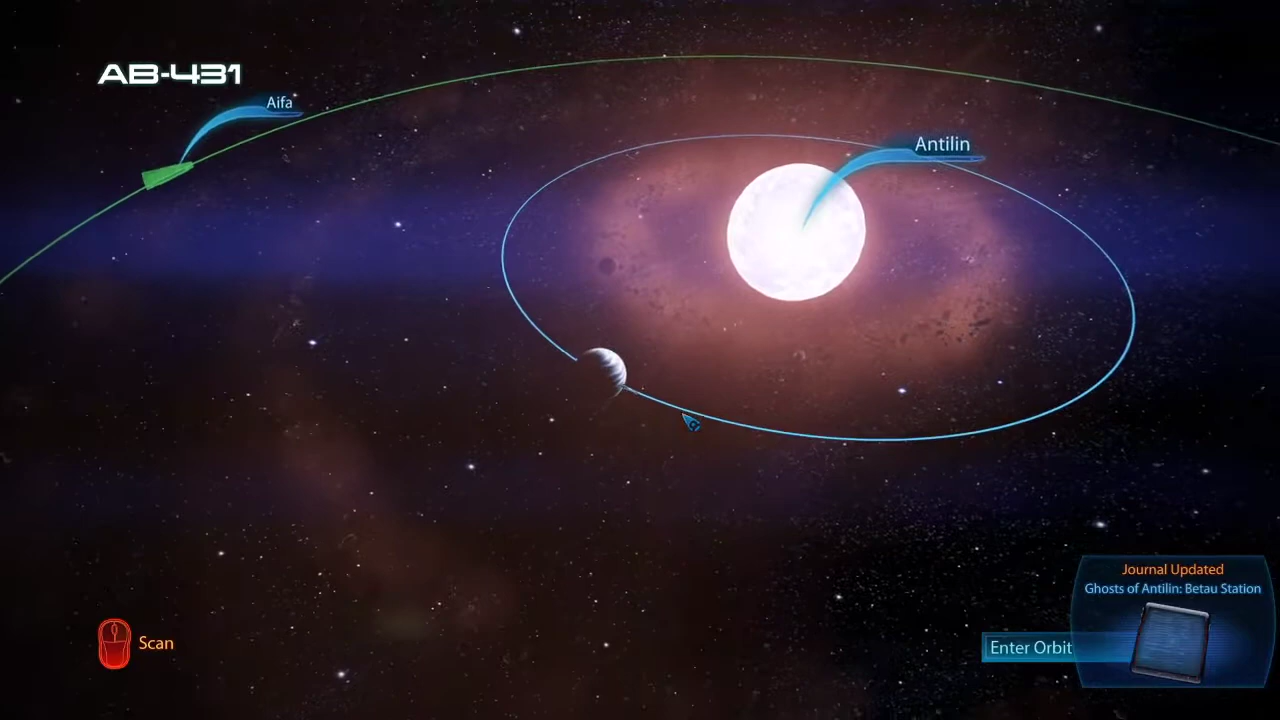 AB-431
Aifa
Antilin
Journal Updated
Ghosts of Antilin: Betau Station
Scan
Enter Orbit